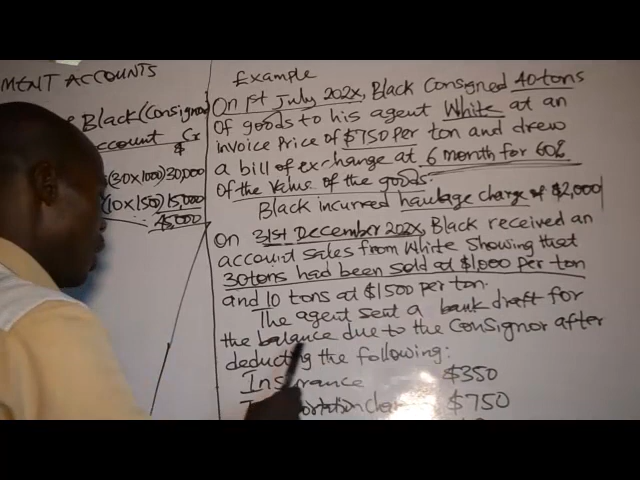 MENT ACCOUNTS
Black (Consignor
ccount Cr
$
(30x1000) 30,000
(10x1500) 15,000
45,000
Example
On 1st July 202x, Black Consigned 40 tons
of goods to his agent White at an
invoice Price of $750 per ton and drew
a bill of exchange at 6 month for 60%
of the value of the goods.
Black incurred haulage charge of $2,000
On 31st December 202x, Black received an
account sales from White Showing that
30tons had been sold at $1,000 per ton
and 10 tons at $1500 per ton.
The agent sent a bank draft for
the balance due to the Consignor after
deducting the following:
Insurance $350
$750